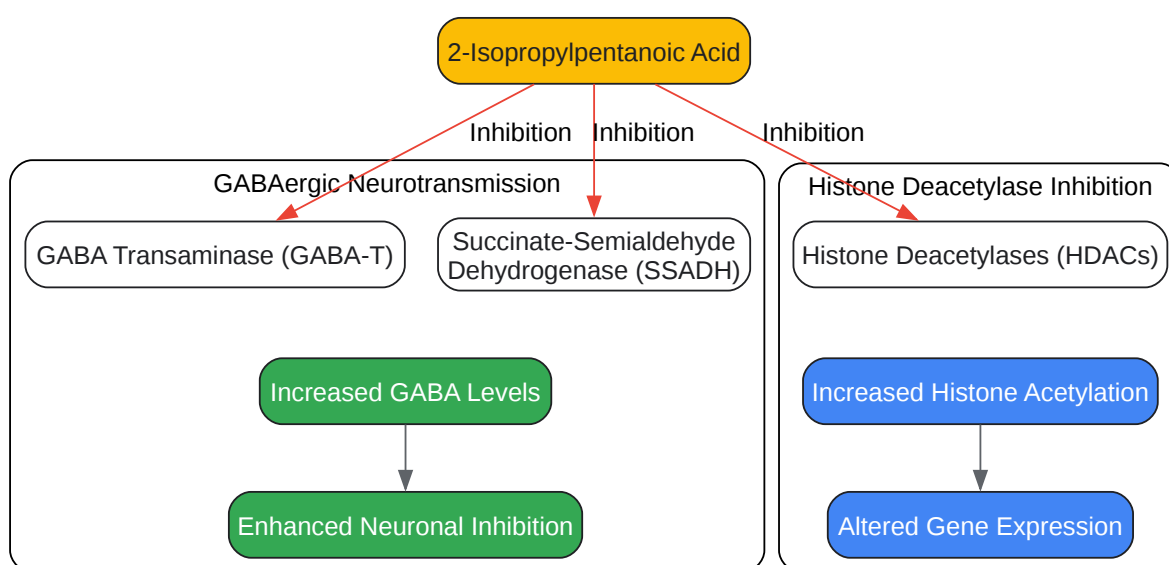 2-Isopropylpentanoic Acid
Inhibition
Inhibition
Inhibition
GABAergic Neurotransmission
Histone Deacetylase Inhibition
GABA Transaminase (GABA-T)
Succinate-Semialdehyde
Dehydrogenase (SSADH)
Histone Deacetylases (HDACs)
Increased GABA Levels
Increased Histone Acetylation
Enhanced Neuronal Inhibition
Altered Gene Expression